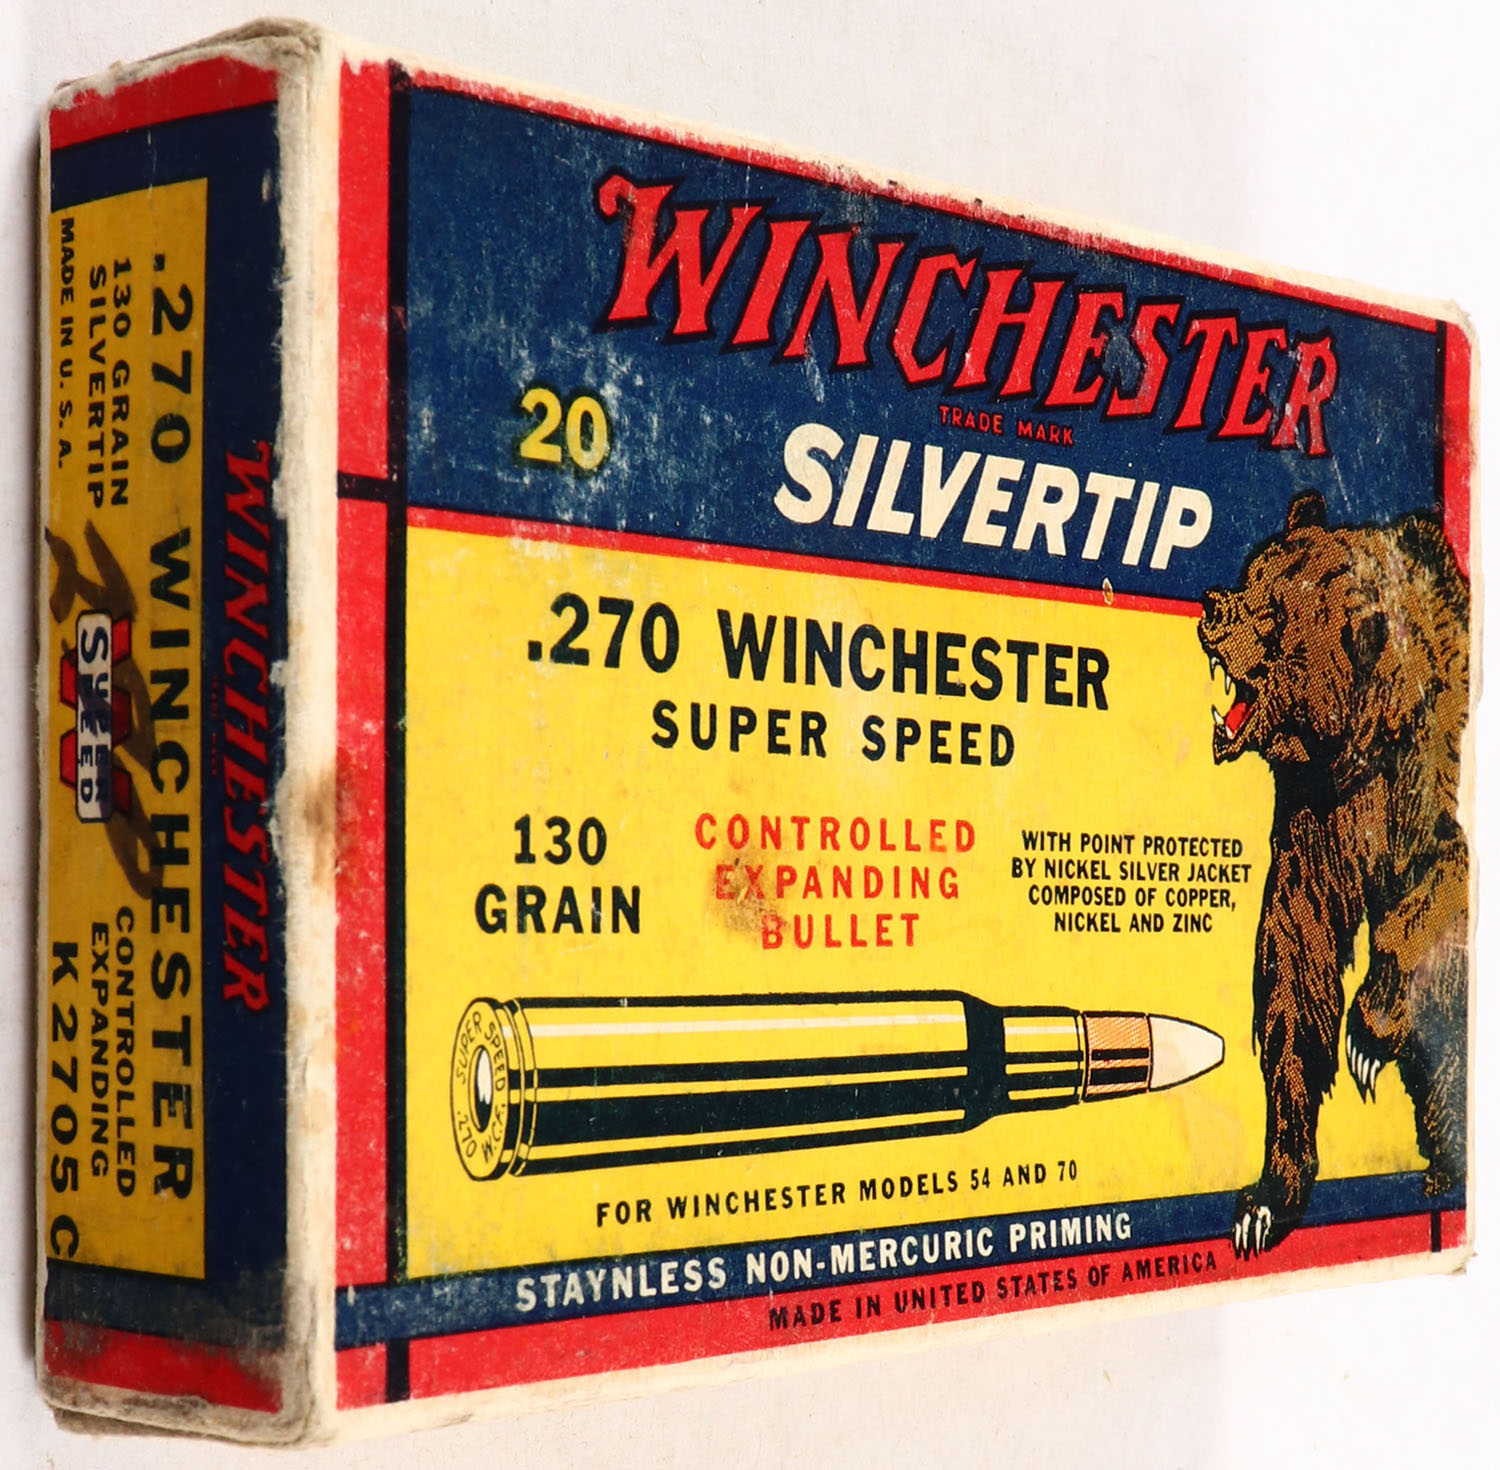 WINCHESTER
TRADE MARK
20
SILVERTIP
.270 WINCHESTER
SUPER SPEED
130
GRAIN
CONTROLLED
EXPANDING
BULLET
WITH POINT PROTECTED
BY NICKEL SILVER JACKET
COMPOSED OF COPPER,
NICKEL AND ZINC
SUPER SPEED
W.C.F.
FOR WINCHESTER MODELS 54 AND 70
STAYNLESS NON-MERCURIC PRIMING
MADE IN UNITED STATES OF AMERICA
WINCHESTER
.270 WINCHESTER
130 GRAIN
SILVERTIP
MADE IN U.S.A.
W
SUPER
SPEED
CONTROLLED
EXPANDING
K2705C